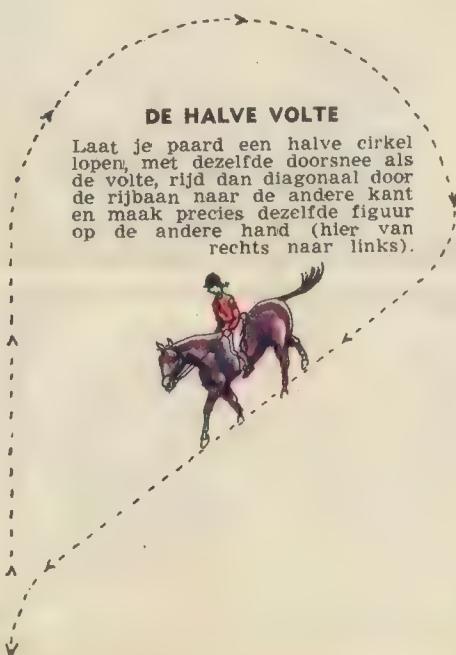 DE HALVE VOLTE
Laat je paard een halve cirkel
lopen, met dezelfde doorsnee als
de volte, rijd dan diagonaal door
de rijbaan naar de andere kant
en maak precies dezelfde figuur
op de andere hand (hier van
rechts naar links).